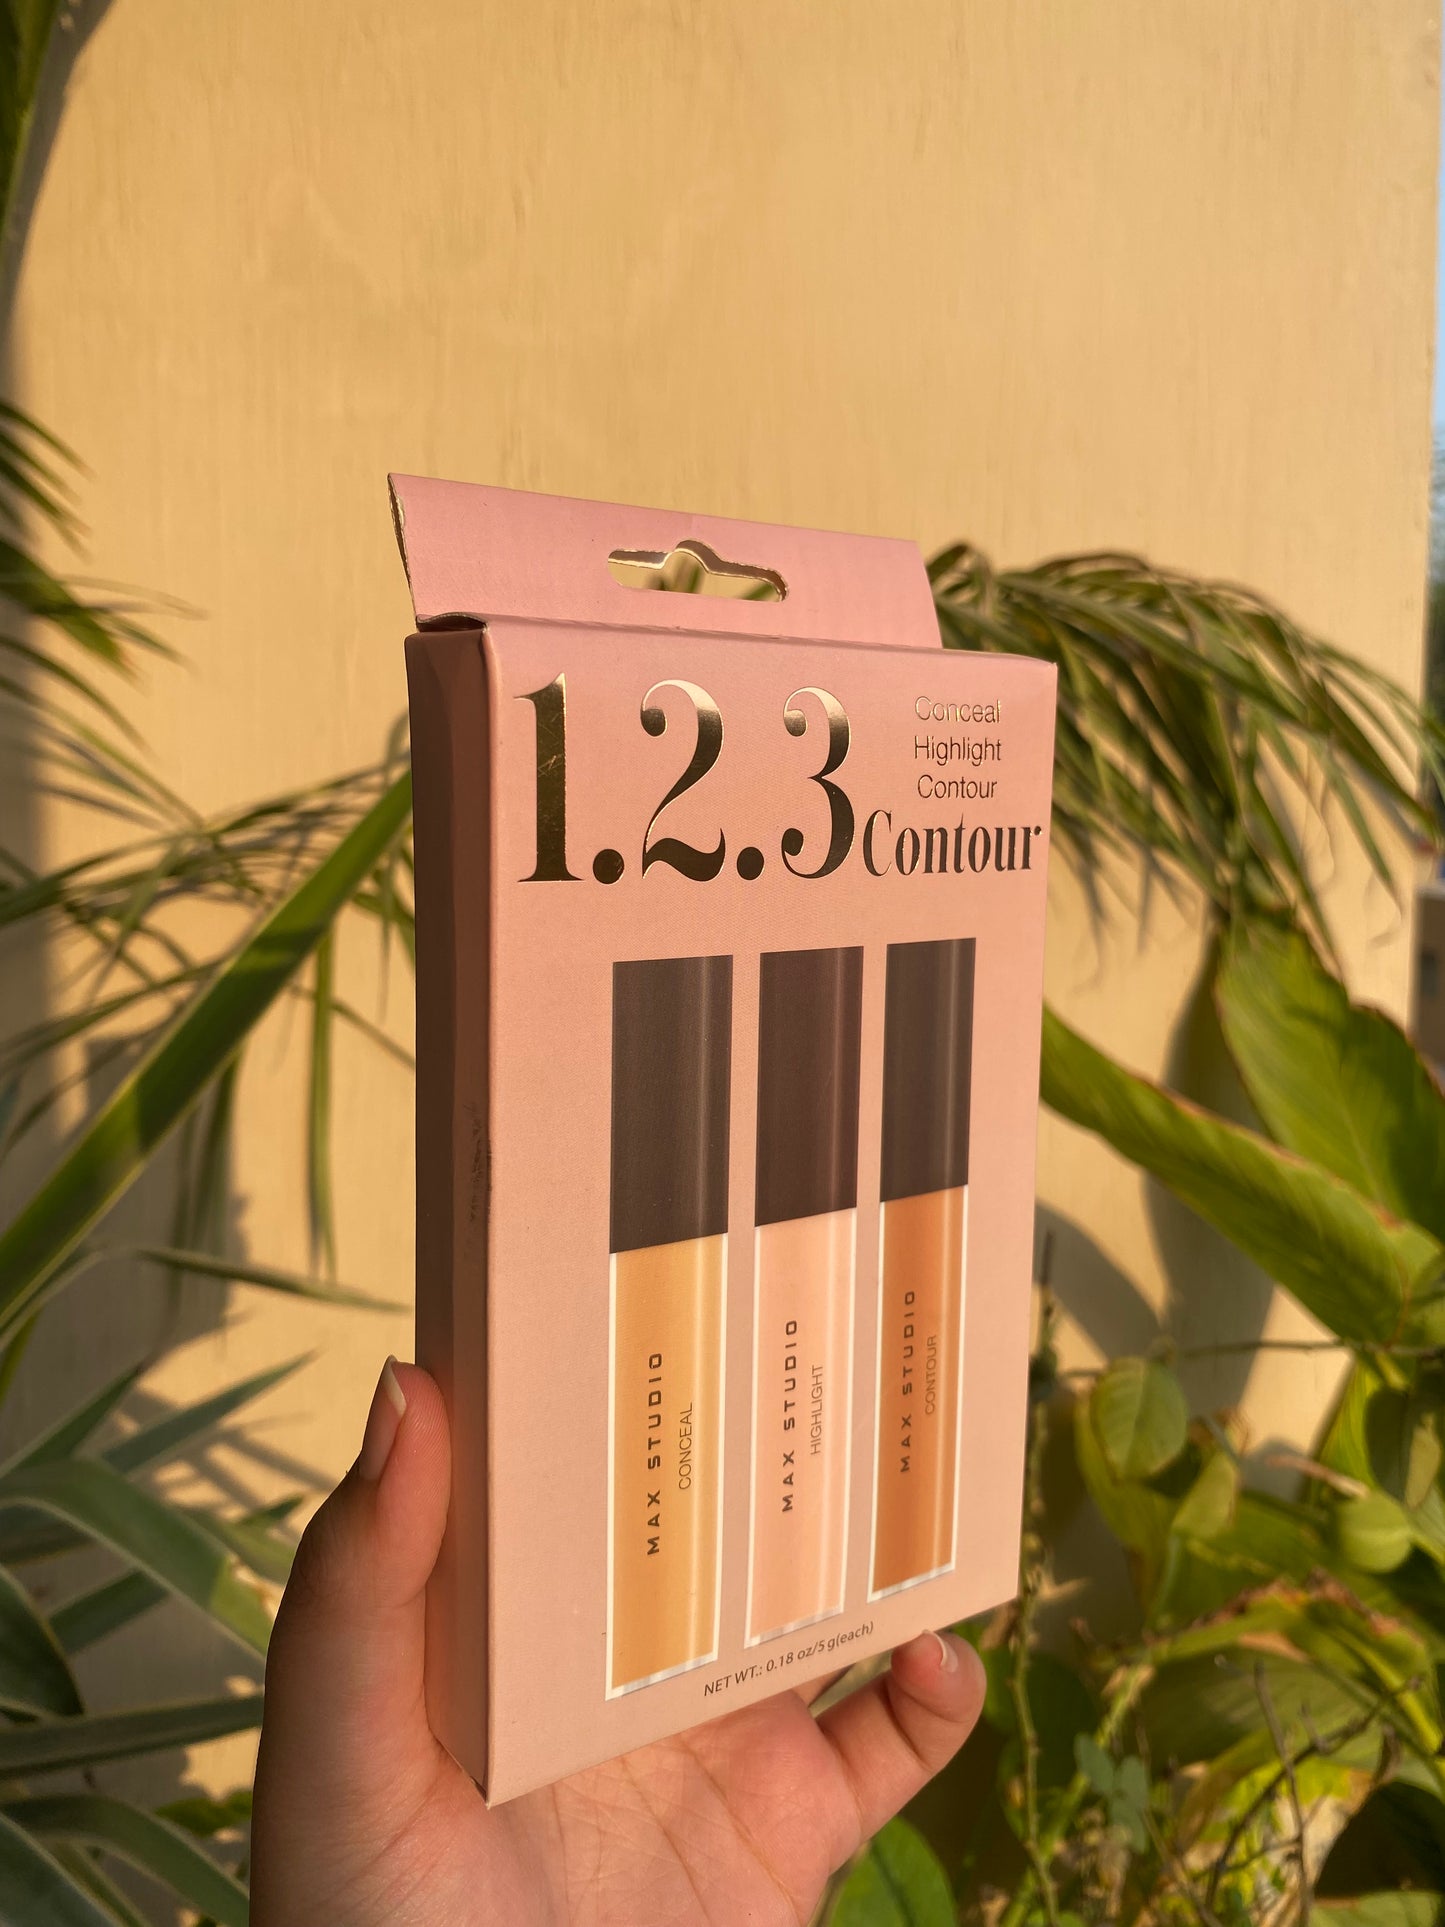 1.2.3
Conceal
Highlight
Contour
Contour
MAX STUDIO
CONCEAL
MAX STUDIO
HIGHLIGHT
MAX STUDIO
CONTOUR
NET WT.: 0.18 oz/5 g(each)